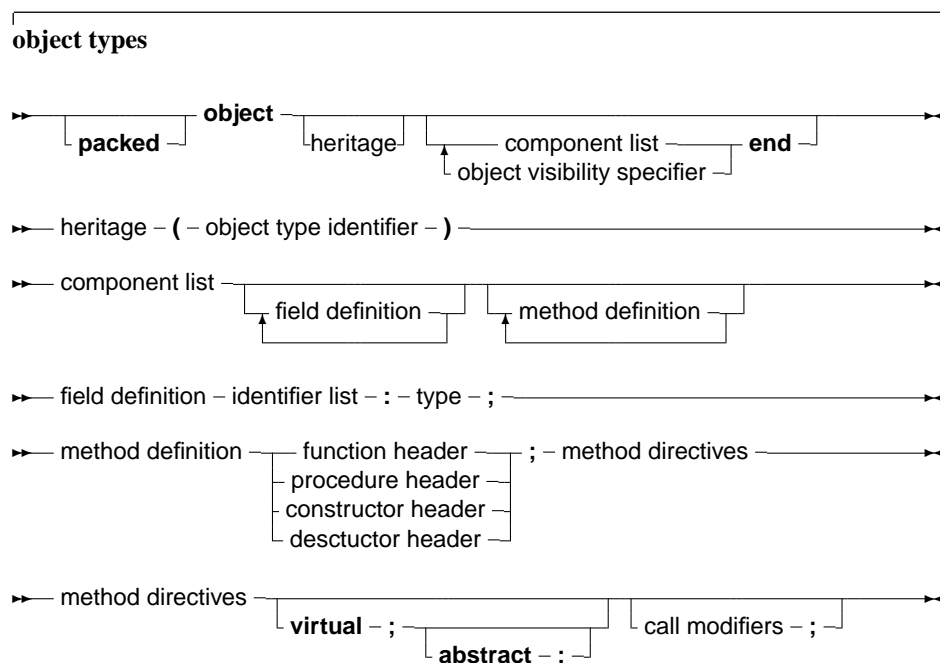 object types
packed object heritage component list end
object visibility specifier
heritage ( object type identifier )
component list field definition method definition
field definition identifier list : type ;
method definition function header ; method directives
procedure header
constructor header
desctuctor header
method directives virtual ; call modifiers ;
abstract :